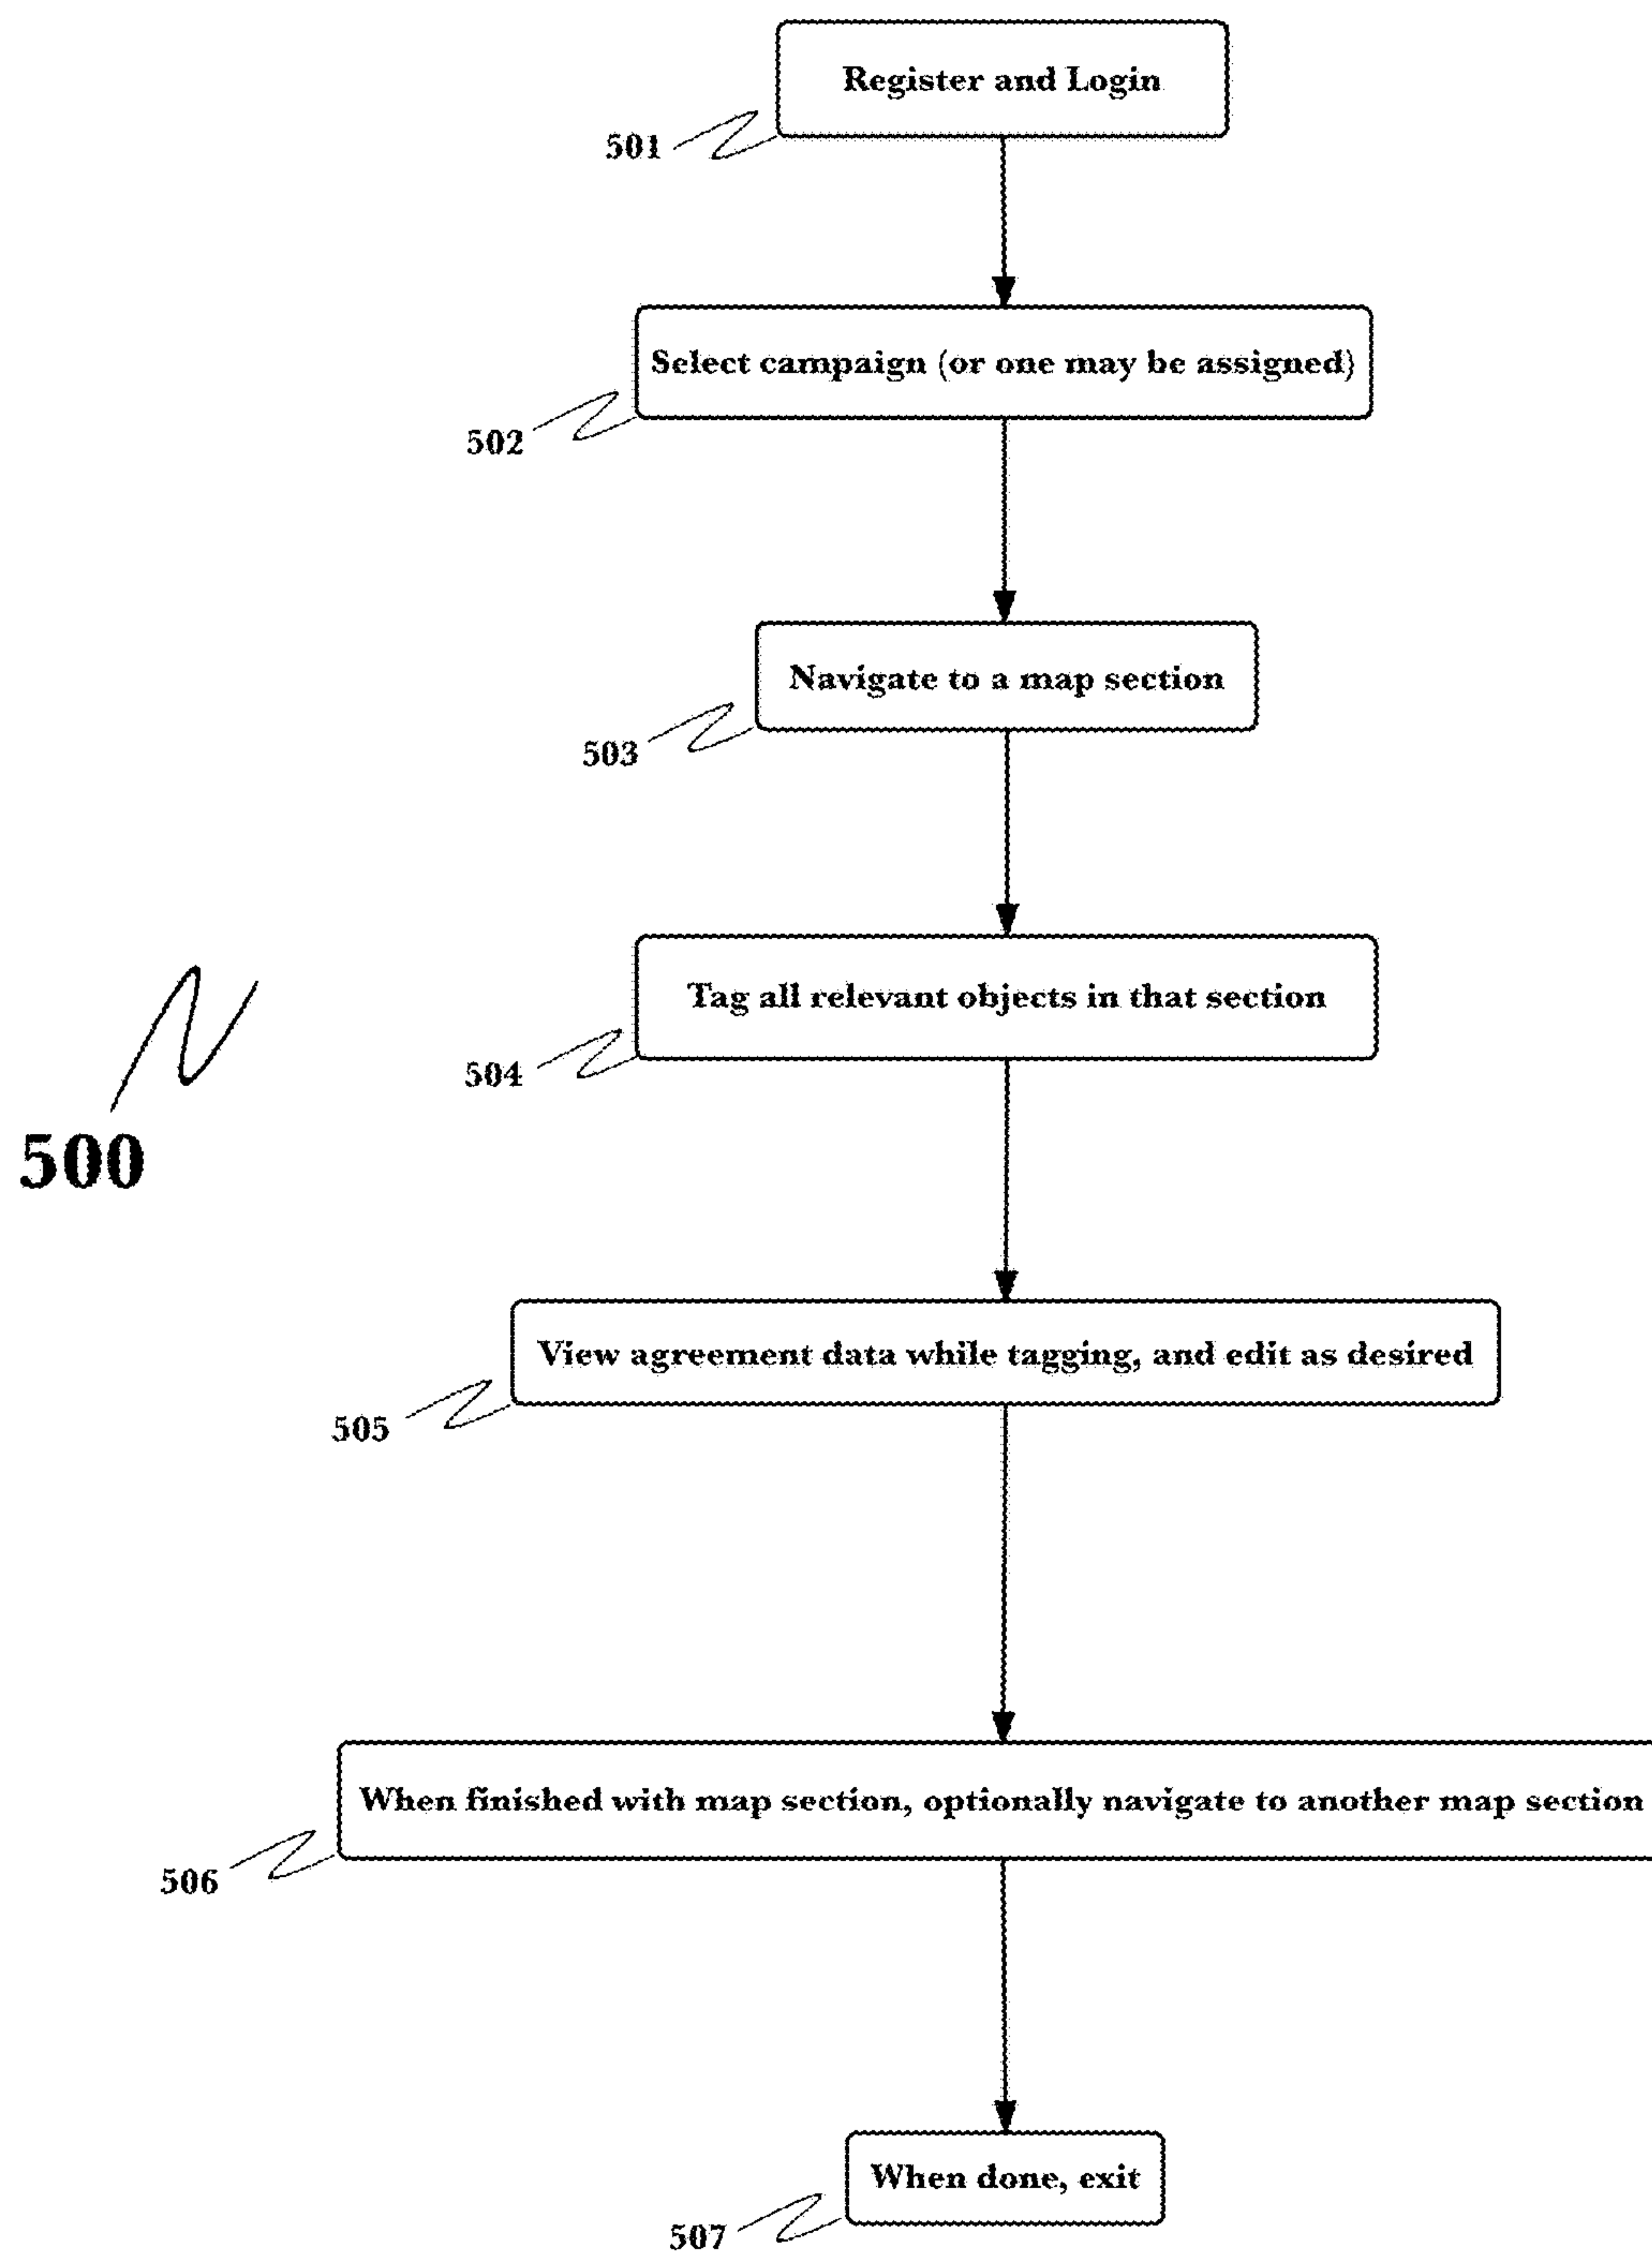 Register and Login
501
Select campaign (or one may be assigned)
502
Navigate to a map section
503
Tag all relevant objects in that section
504
500
View agreement data while tagging, and edit as desired
505
When finished with map section, optionally navigate to another map section
506
When done, exit
507